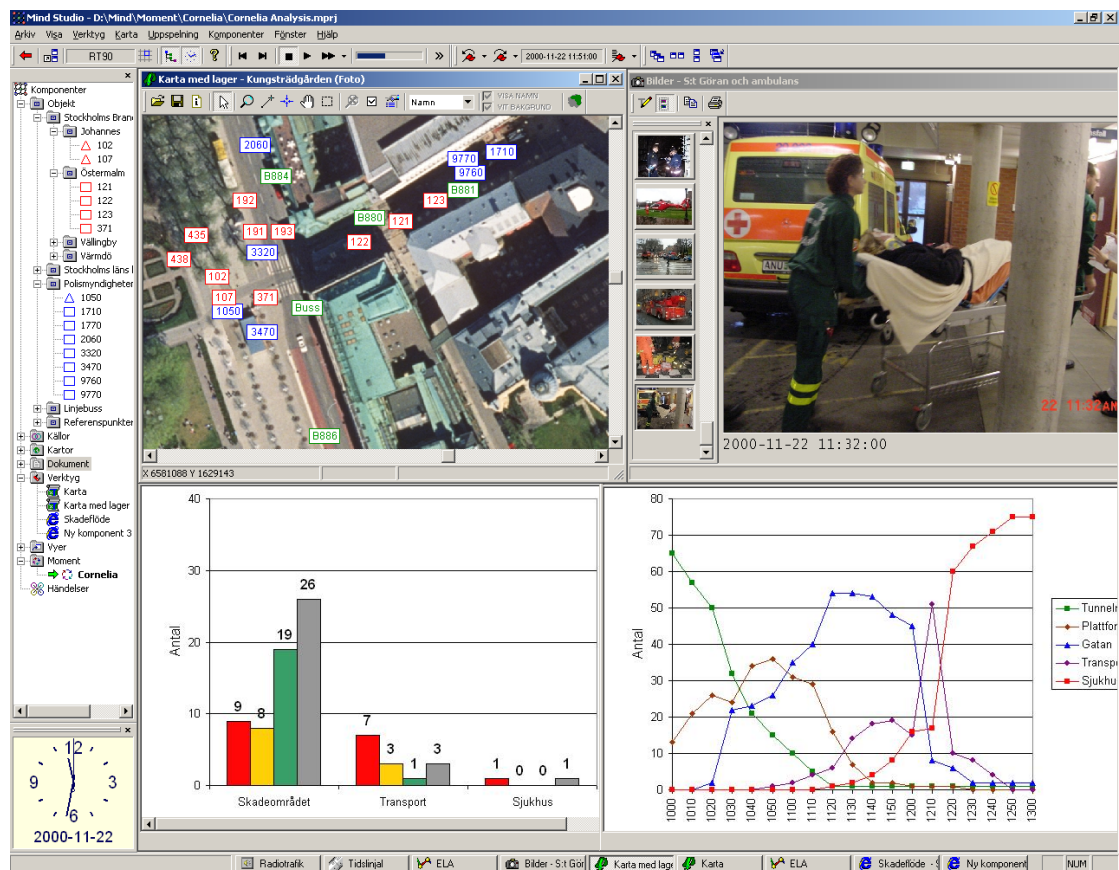 Mind Studio - D:\Mind\Moment\Cornelia\Cornelia Analysis.mprj
Arkiv Visa Verktyg Karta Uppspelning Komponenter Fönster Hjälp
RT90
2000-11-22 11:51:00
Komponenter
Objekt
Stockholms Bran
Johannes
102
107
Östermalm
121
122
123
371
Vällingby
Värmdö
Stockholms läns l
Polismyndigheter
1050
1710
1770
2060
3320
3470
9760
9770
Linjebuss
Referenspunkter
Källor
Kartor
Dokument
Verktyg
Karta
Karta med lager
Skadeflöde
Ny komponent 3
Vyer
Moment
Cornelia
Händelser
12
9 3
6
2000-11-22
Karta med lager - Kungsträdgården (Foto)
Namn
VISA NAMN
VIT BAKGRUND
2060
1710
9770
9760
B884
B881
192
123
B880
121
435
191 193
122
3320
438
102
107 371
1050
Buss
3470
B886
X 6581088 Y 1629143
Bilder - S:t Göran och ambulans
22 11:32AM
2000-11-22 11:32:00
Antal
40
30
20
10
0
9 8 19 26
7 3 1 3
1 0 0 1
Skadeområdet Transport Sjukhus
Antal
80
70
60
50
40
30
20
10
0
1000 1010 1020 1030 1040 1050 1100 1110 1120 1130 1140 1150 1200 1210 1220 1230 1240 1250 1300
Tunneln
Plattfor
Gatan
Transpo
Sjukhu
Radiotrafik Tidslinjal ELA Bilder - S:t Gör Karta med lage Karta ELA Skadeflöde - S Ny komponent NUM